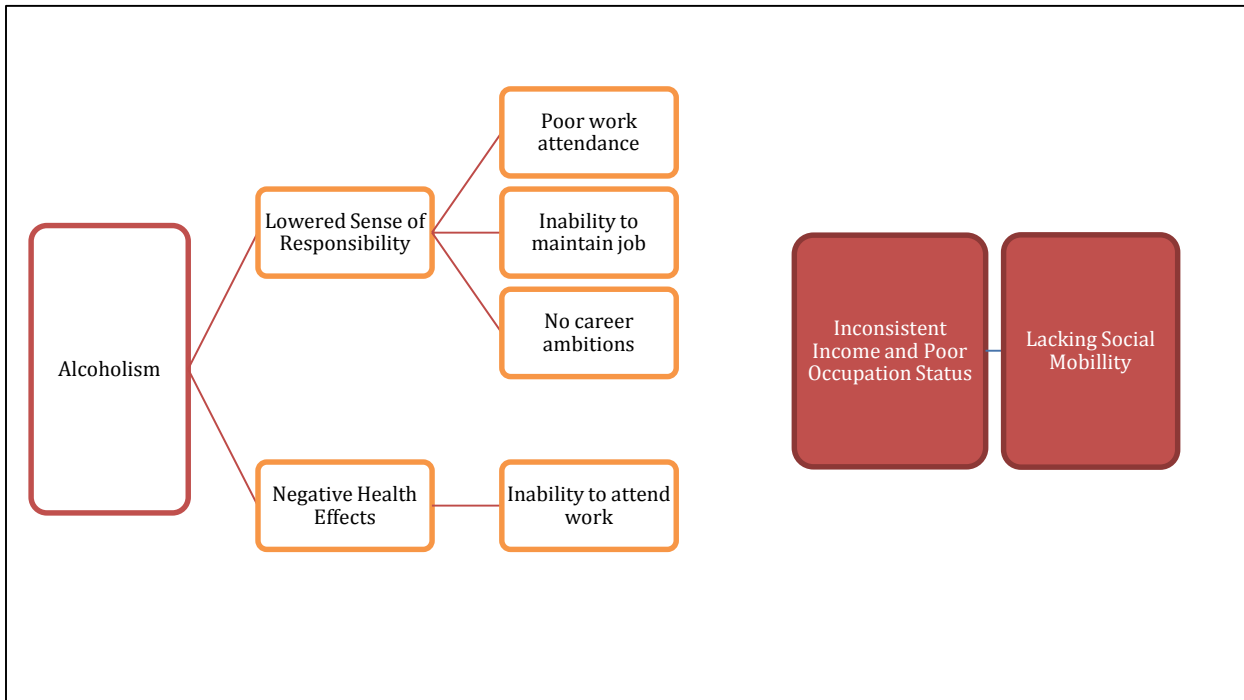 Alcoholism
Lowered Sense of
Responsibility
Poor work
attendance
Inability to
maintain job
No career
ambitions
Negative Health
Effects
Inability to attend
work
Inconsistent
Income and Poor
Occupation Status
Lacking Social
Mobillity